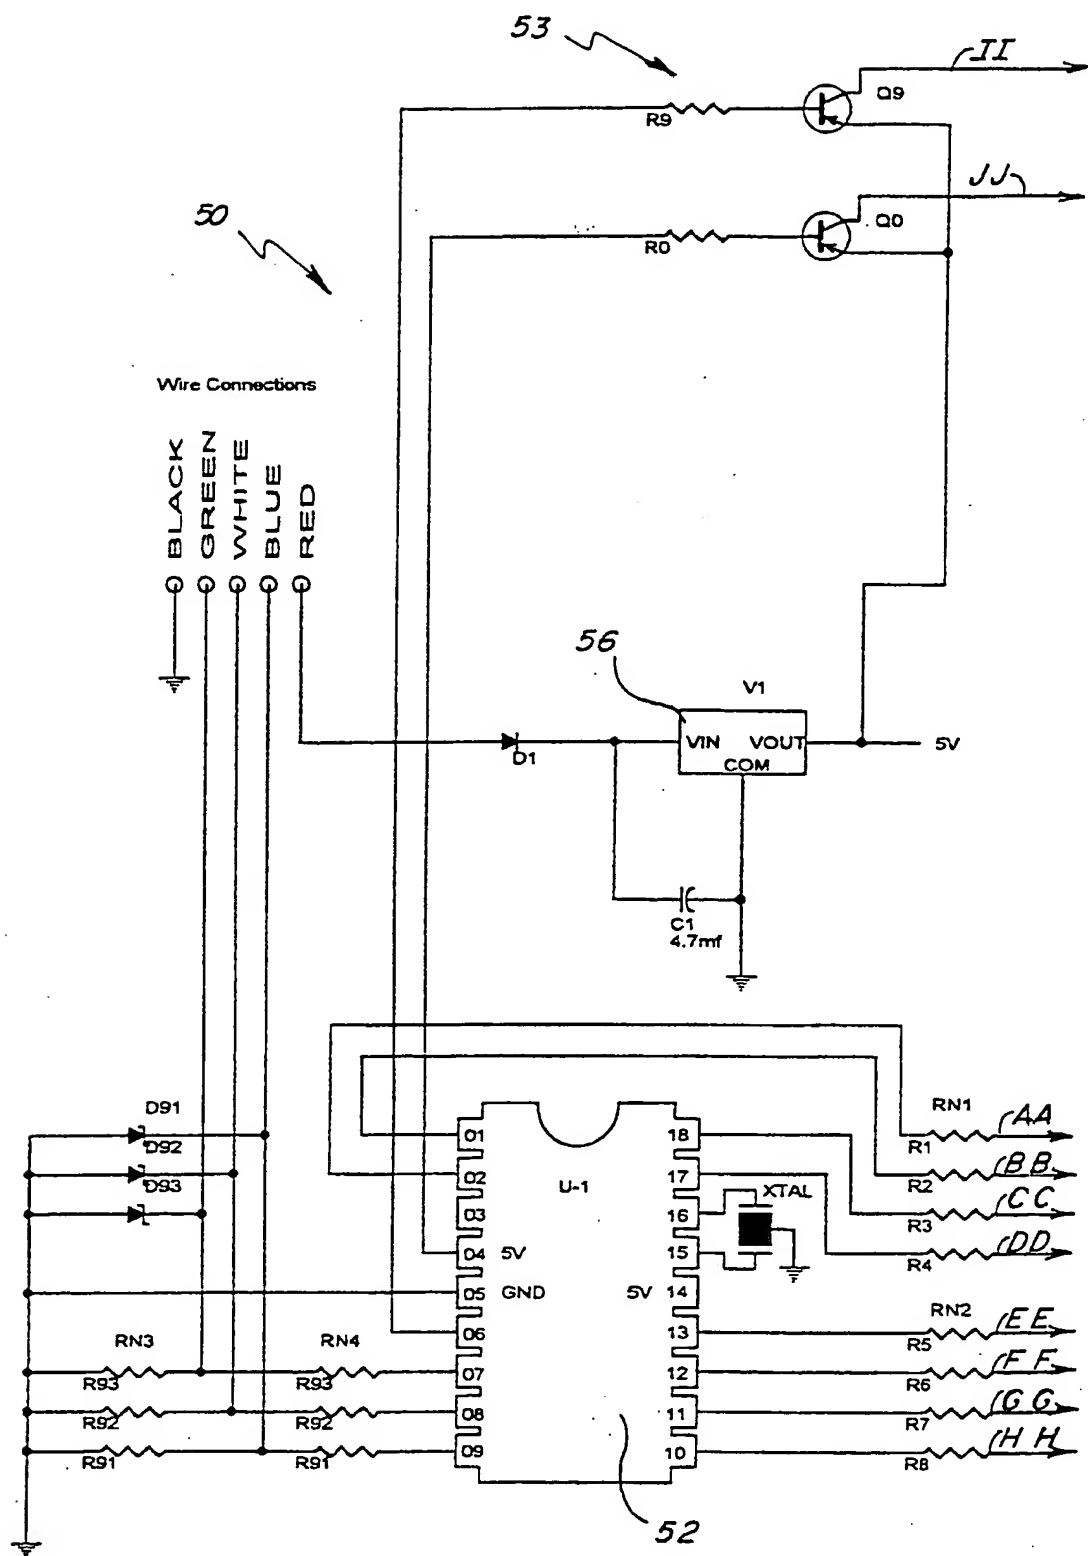 53
II
Q9
R9
JJ
50
Q0
R0
Wire Connections
BLACK
GREEN
WHITE
BLUE
RED
56
V1
VIN VOUT
COM
5V
D1
C1
4.7mf
D91
D92
D93
RN1
AA
R1
BB
R2
CC
R3
DD
R4
01
02
03
04 5V
05 GND
06
07
08
09
U-1
18
17
16
15
5V 14
13
12
11
10
XTAL
RN2
EE
R5
FF
R6
GG
R7
HH
R8
RN3
RN4
R93
R93
R92
R92
R91
R91
52